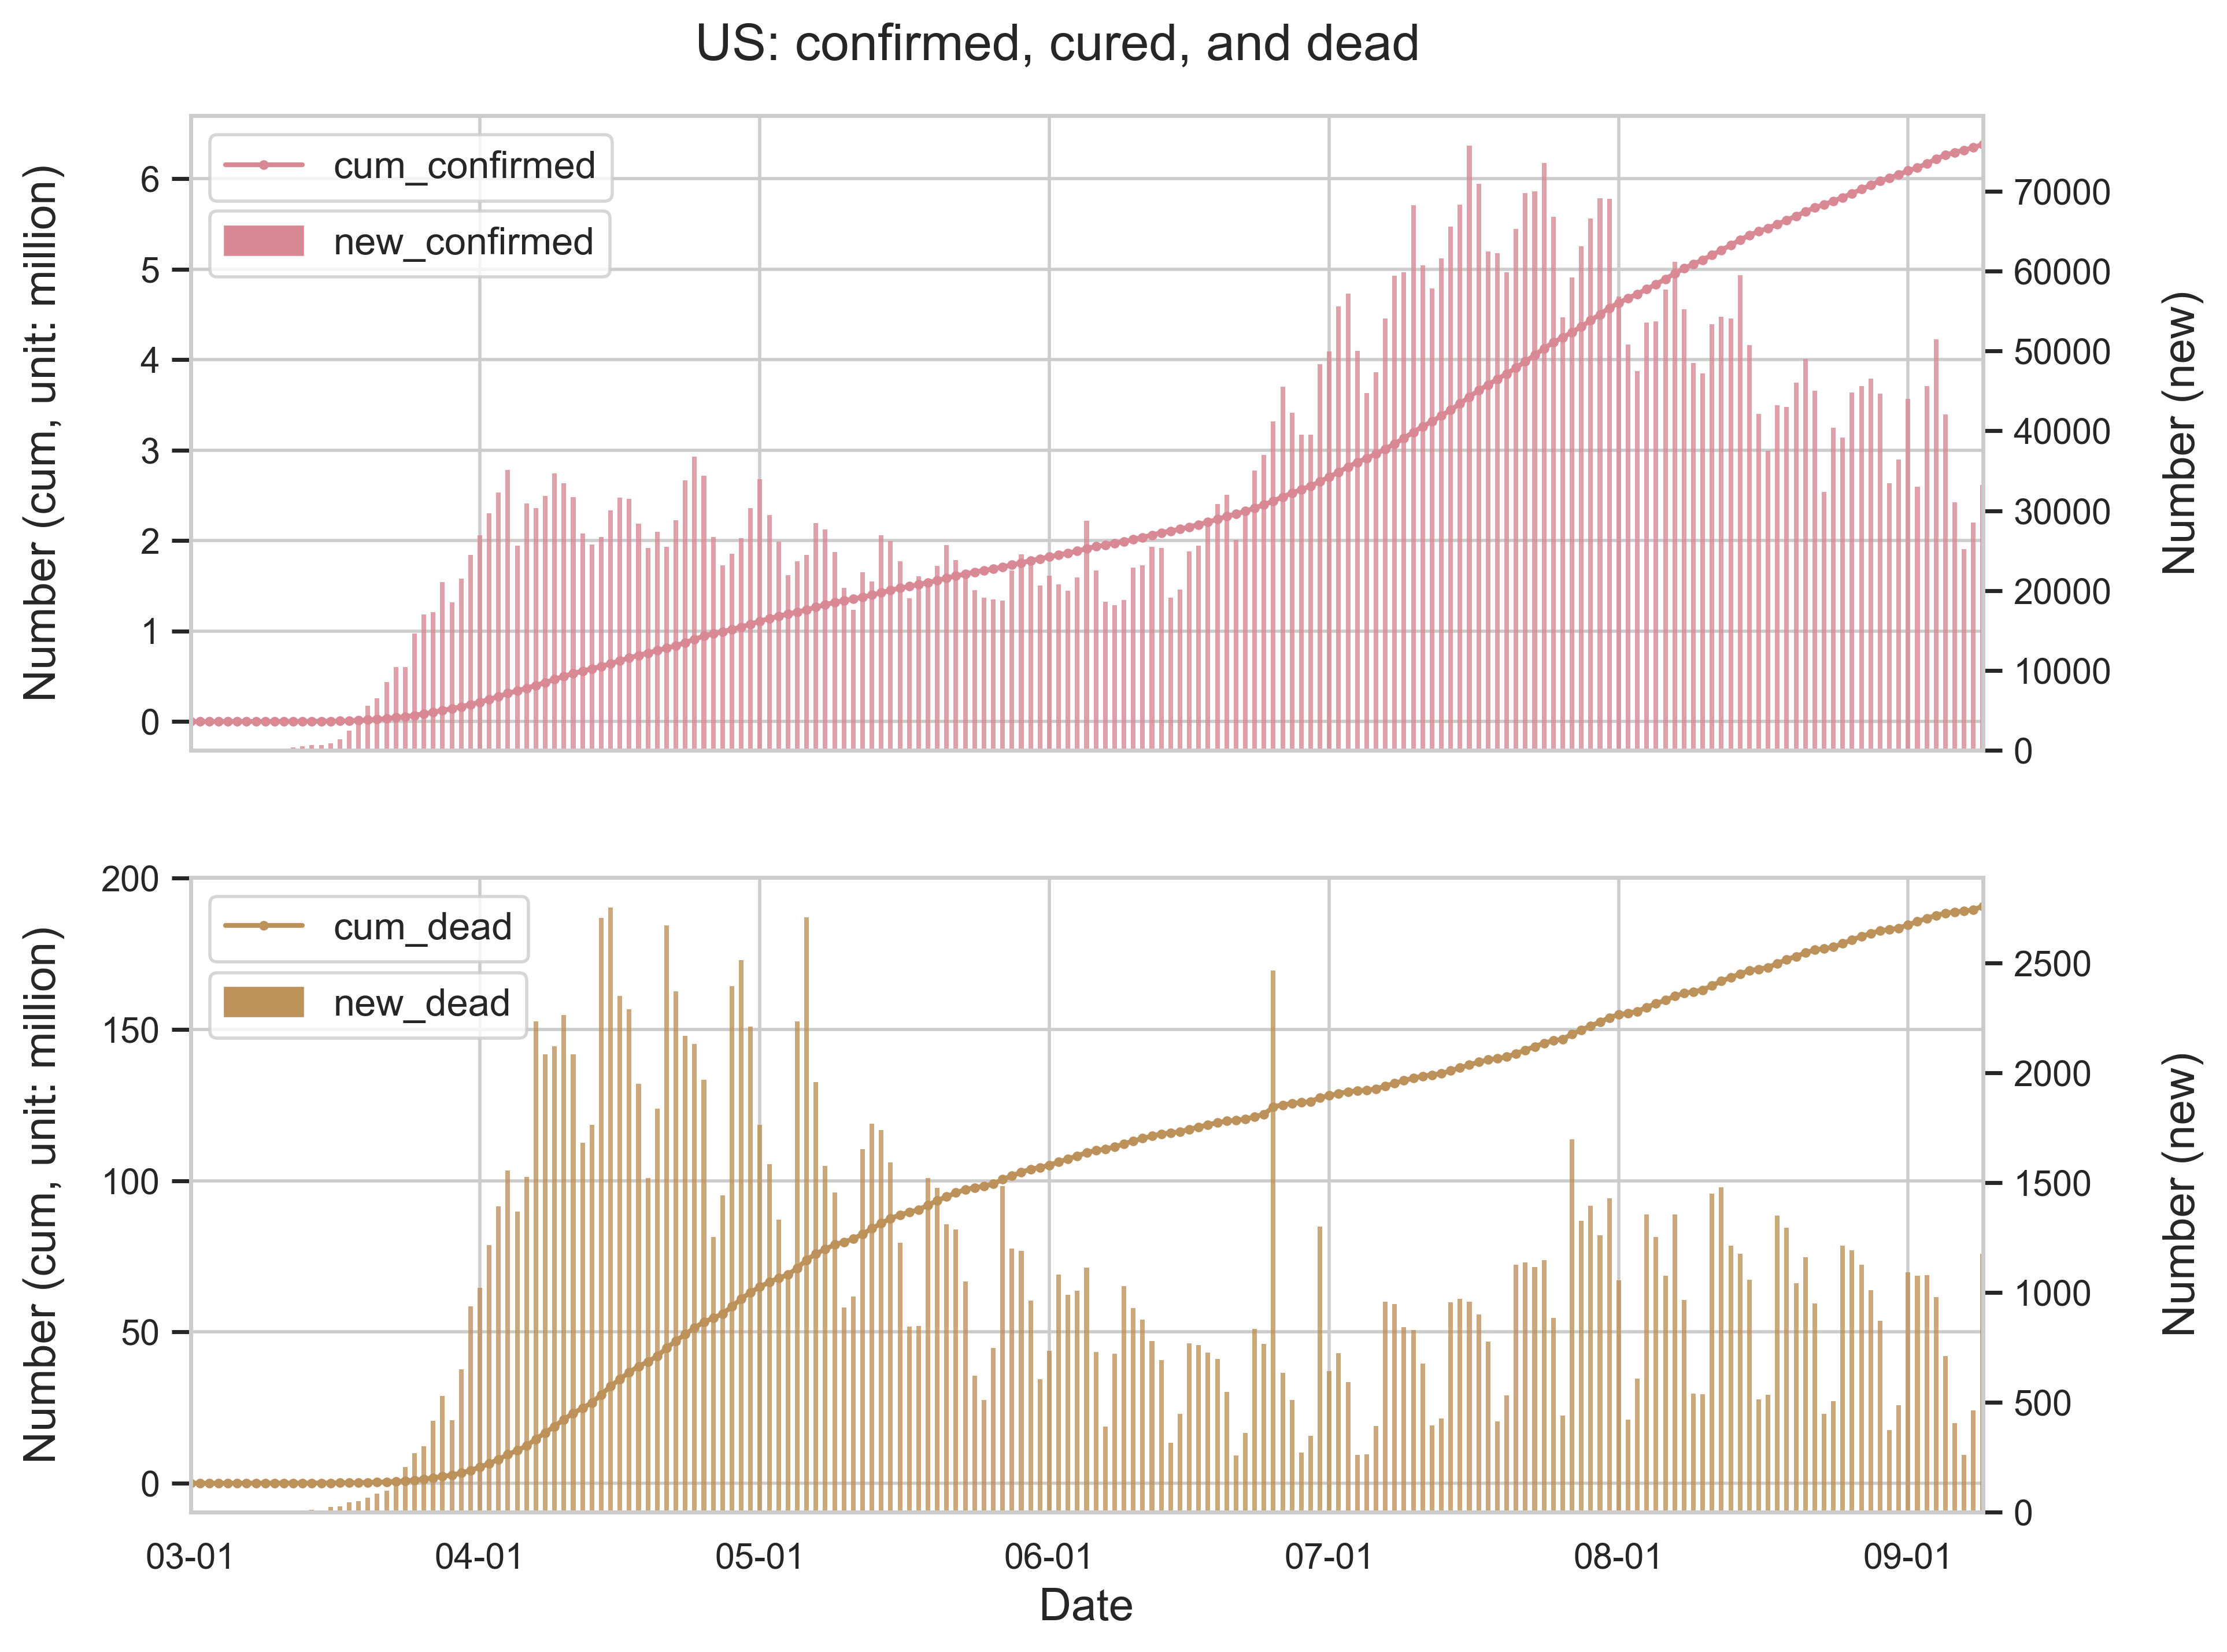 US: confirmed, cured, and dead
cum_confirmed
new_confirmed
Number (cum, unit: million)
6
5
4
3
2
1
0
70000
60000
50000
40000
30000
20000
10000
0
Number (new)
cum_dead
new_dead
Number (cum, unit: million)
200
150
100
50
0
2500
2000
1500
1000
500
0
Number (new)
03-01 04-01 05-01 06-01 07-01 08-01 09-01
Date